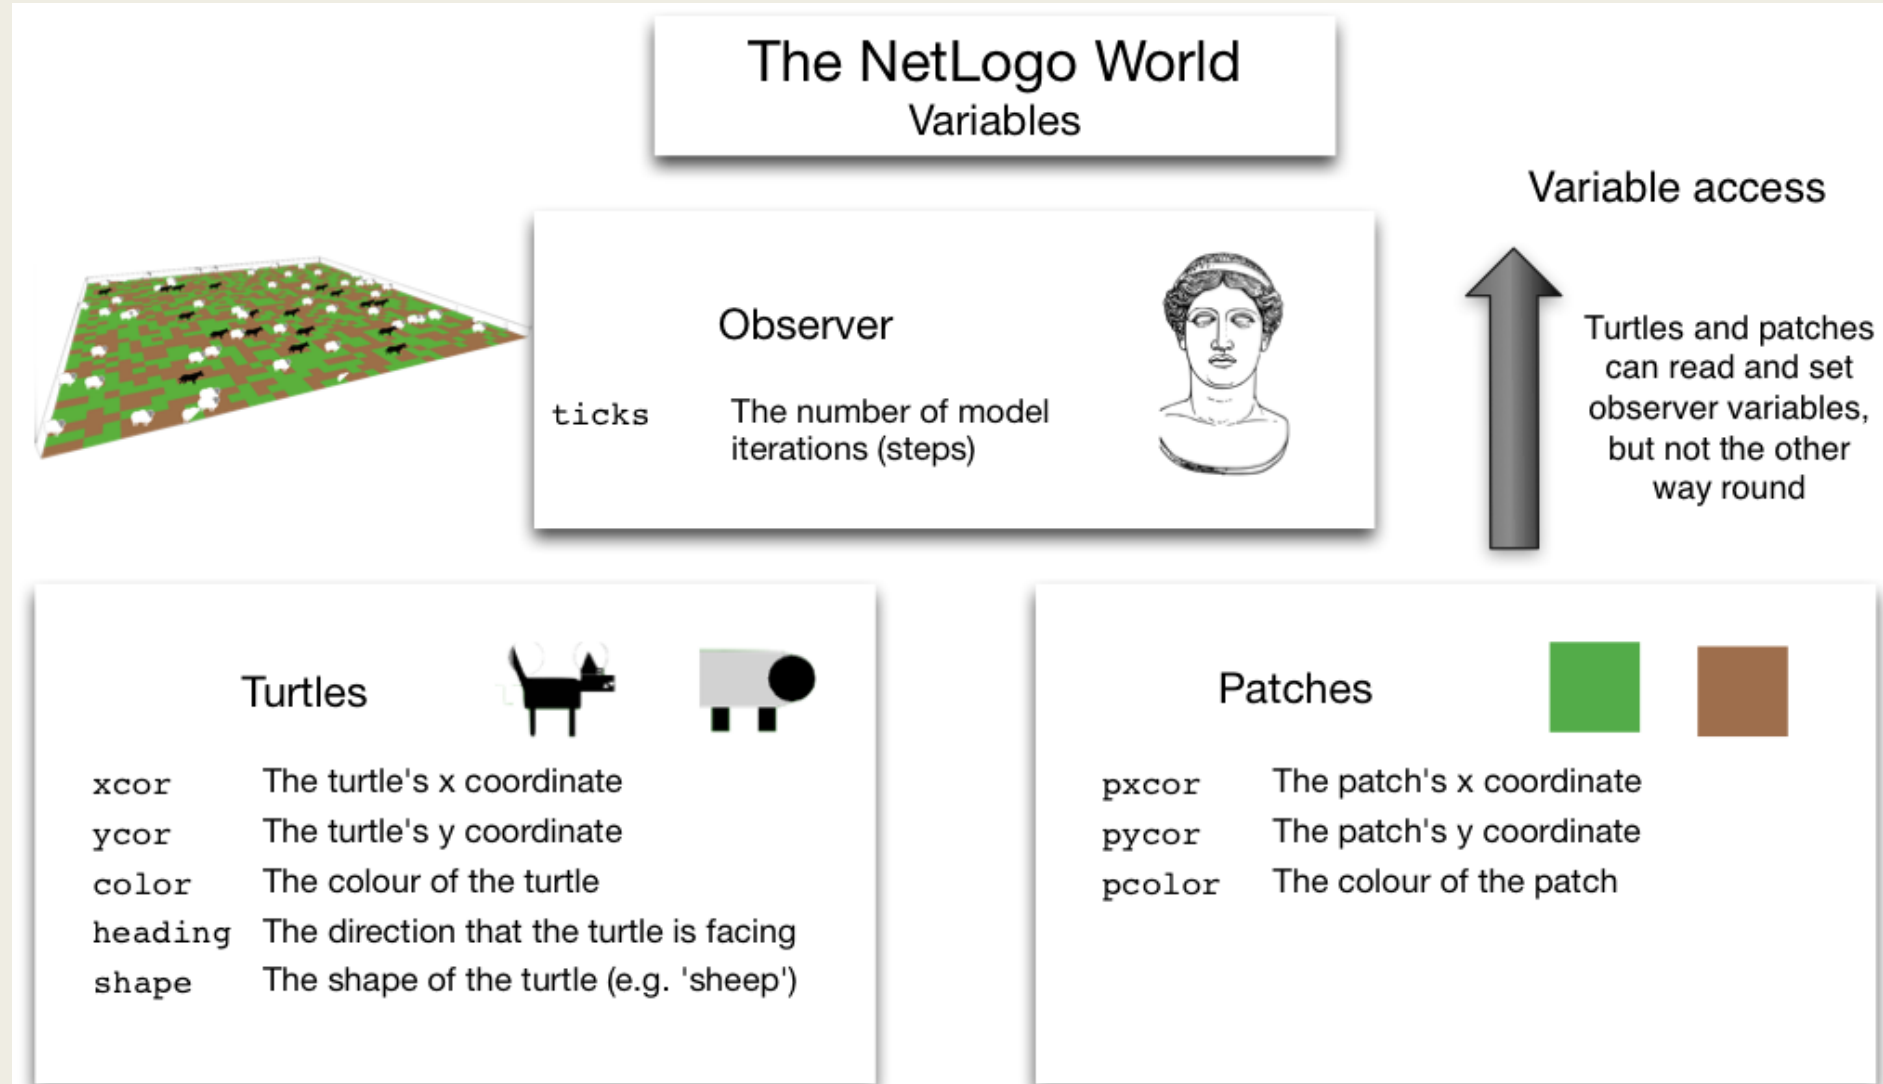 The NetLogo World
Variables
Variable access
Observer
ticks The number of model
iterations (steps)
Turtles and patches
can read and set
observer variables,
but not the other
way round
Turtles
xcor The turtle's x coordinate
ycor The turtle's y coordinate
color The colour of the turtle
heading The direction that the turtle is facing
shape The shape of the turtle (e.g. 'sheep')
Patches
pxcor The patch's x coordinate
pycor The patch's y coordinate
pcolor The colour of the patch